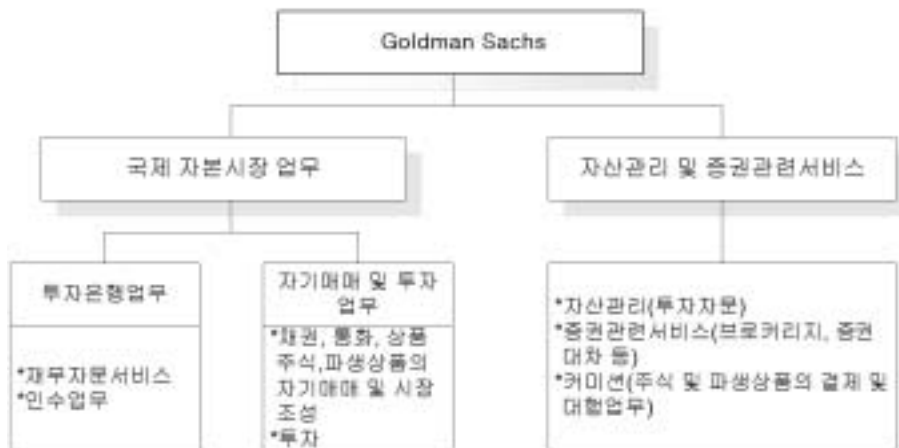 Goldman Sachs
국제 자본시장 업무
자산관리 및 증권관련서비스
투자은행업무
*재무자문서비스
*인수업무
자기매매 및 투자
업무
*채권, 통화, 상품
주식,파생상품의
자기매매 및 시장
조성
*투자
*자산관리(투자자문)
*증권관련서비스(브로커리지, 증권
대차 등)
*커미션(주식 및 파생상품의 결제 및
대행업무)